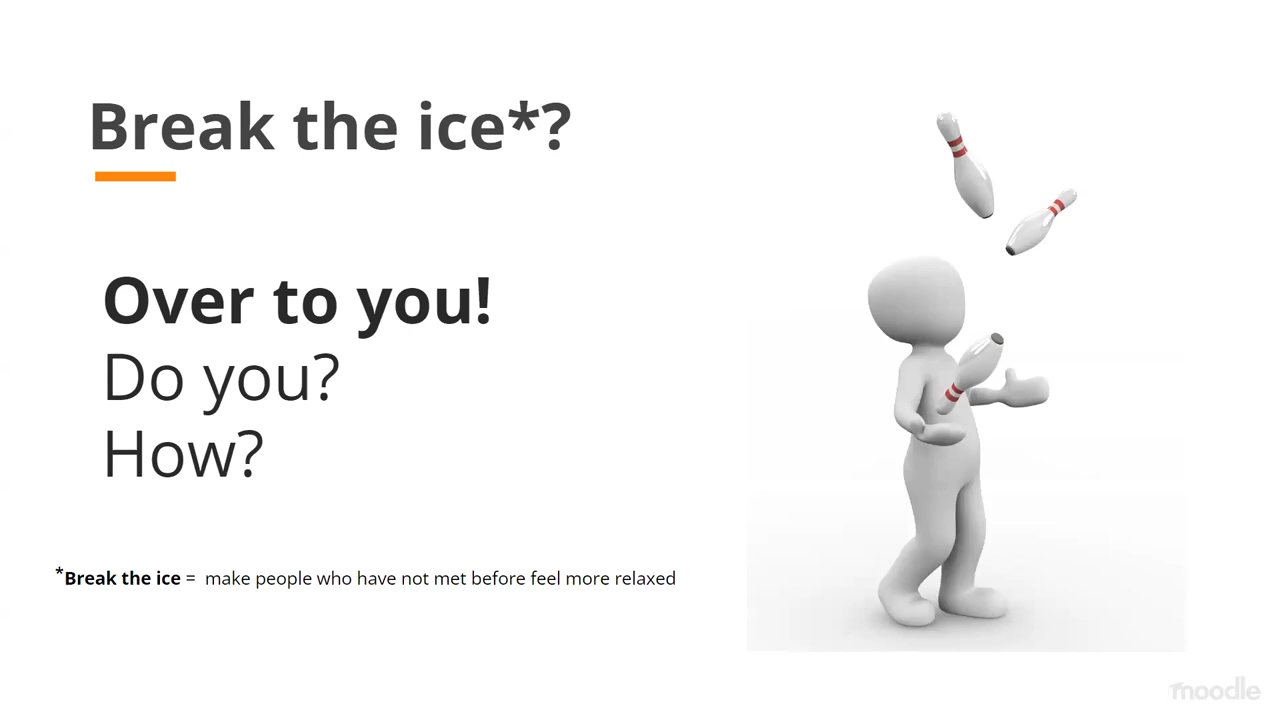 Break the ice*?
Over to you!
Do you?
How?
*Break the ice = make people who have not met before feel more relaxed
moodle